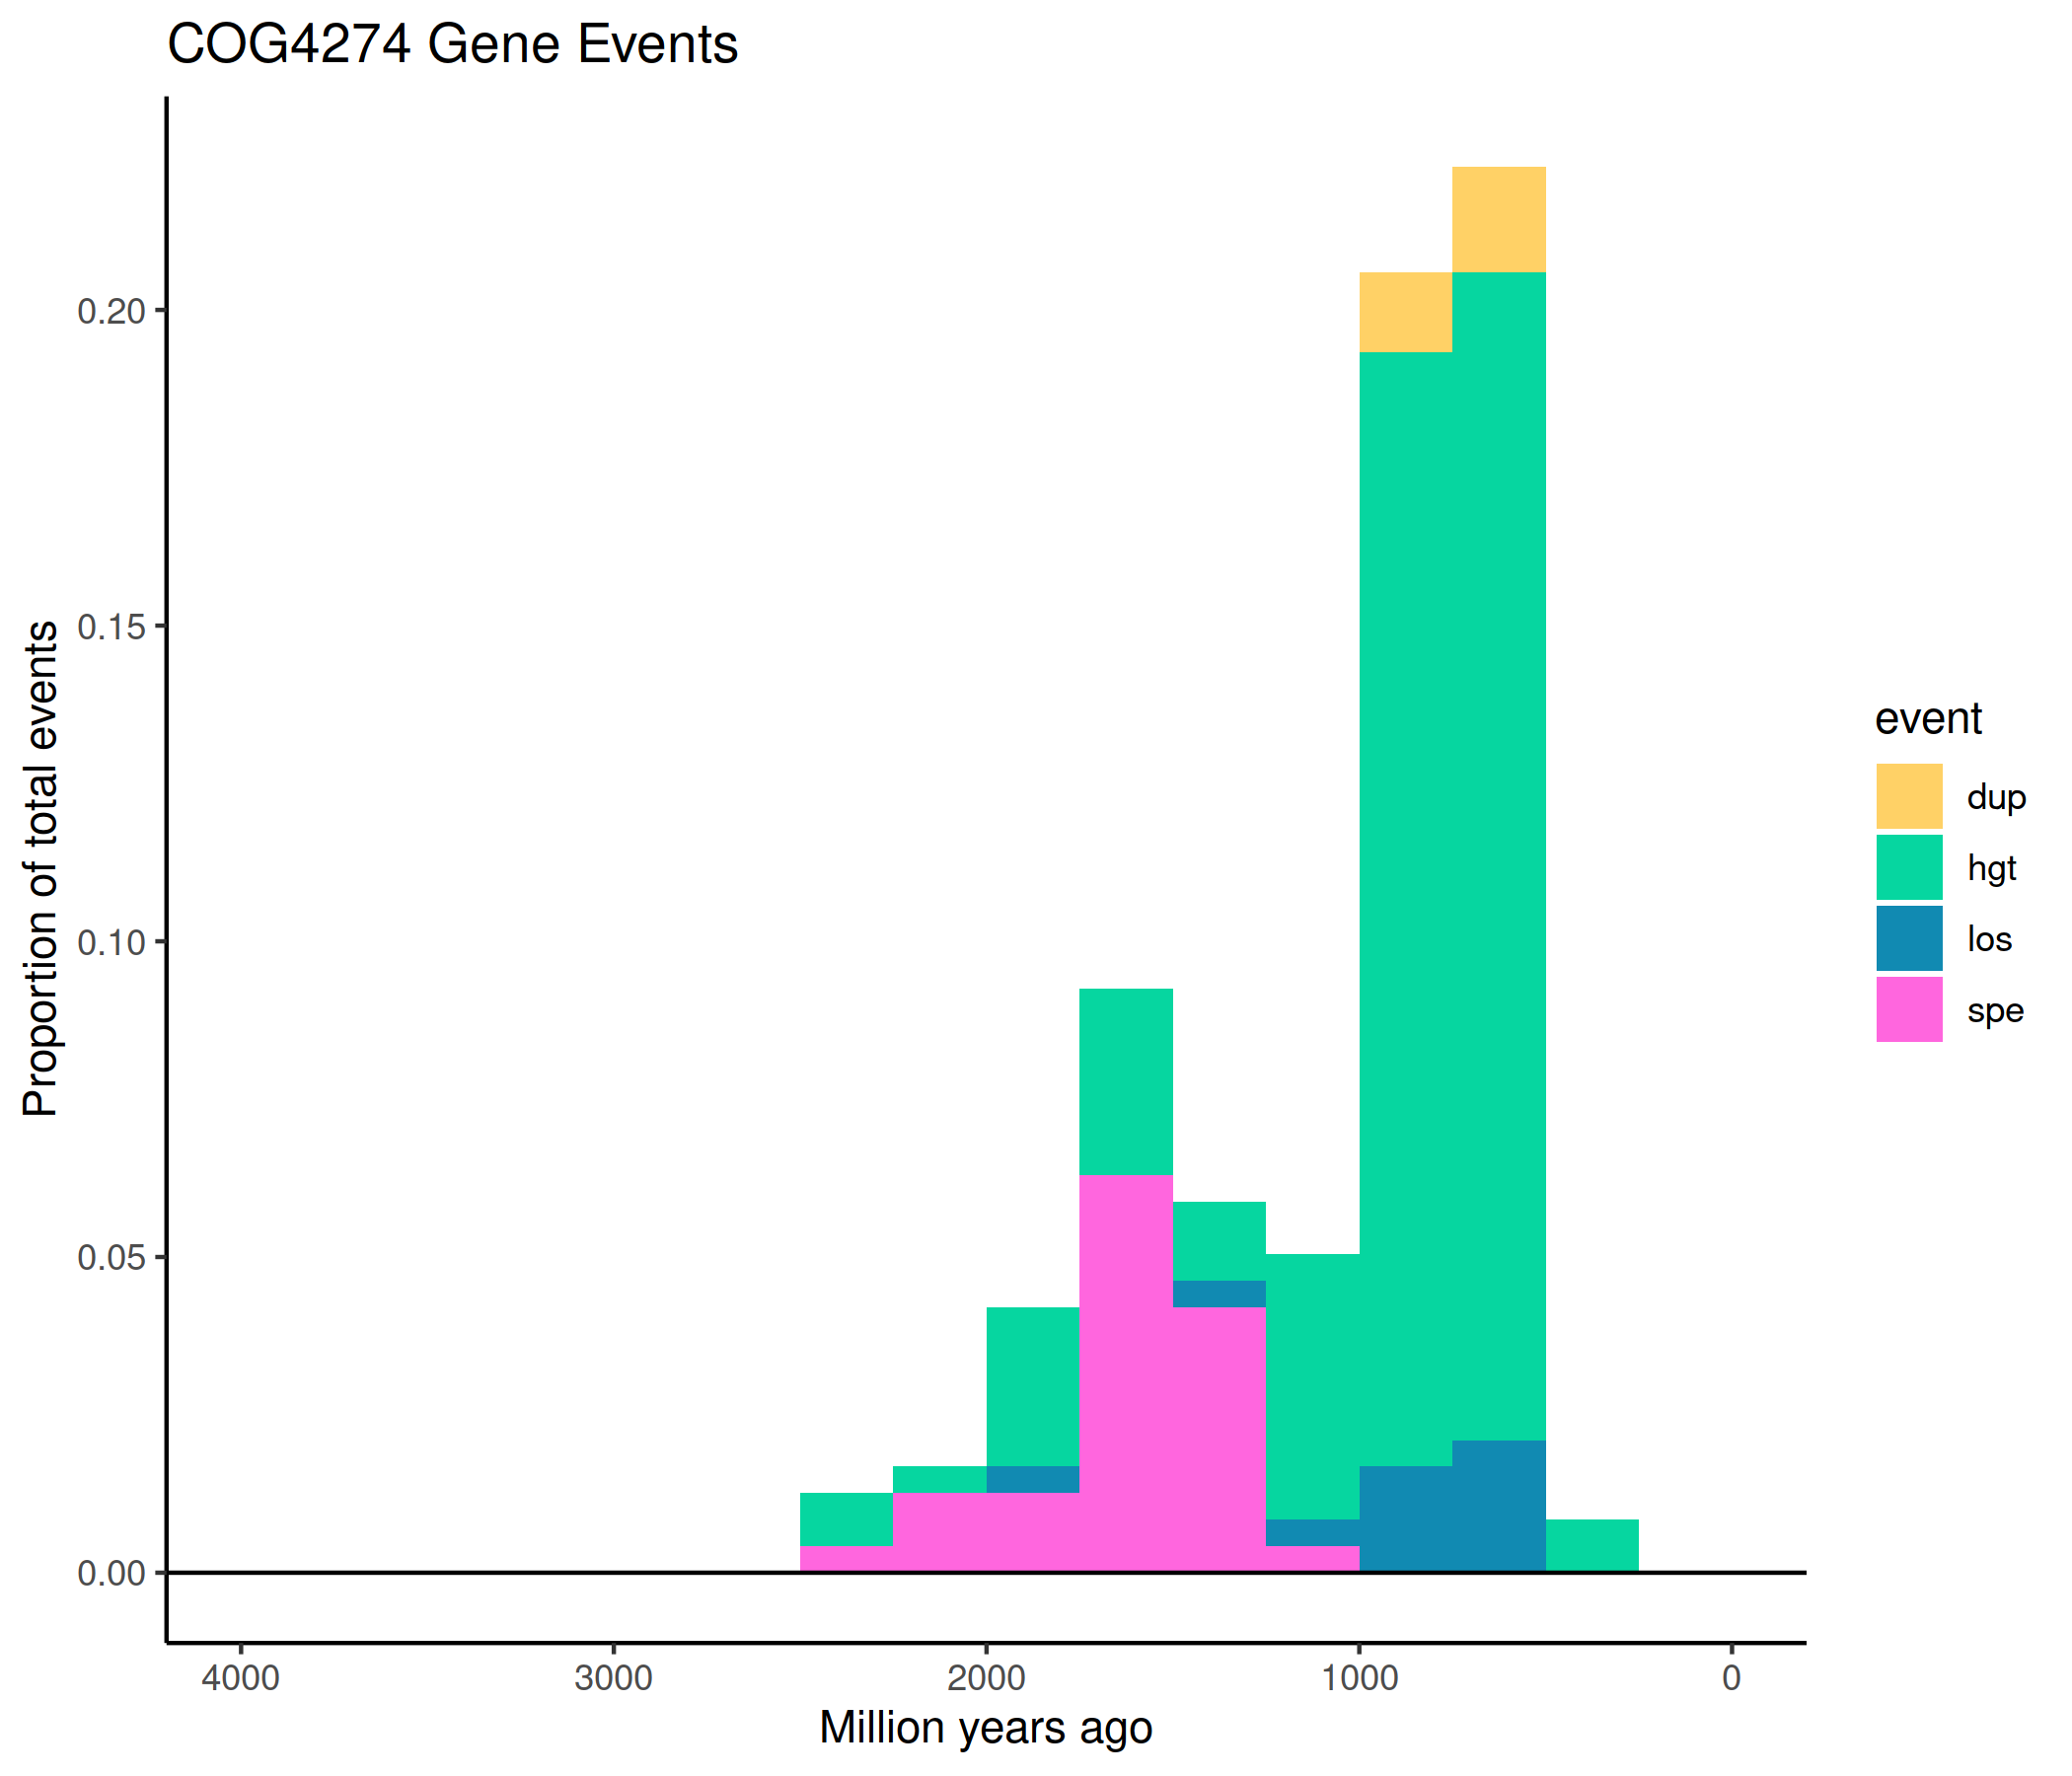 COG4274 Gene Events
Proportion of total events
0.20
0.15
0.10
0.05
0.00
4000
3000
2000
1000
0
Million years ago
event
dup
hgt
los
spe